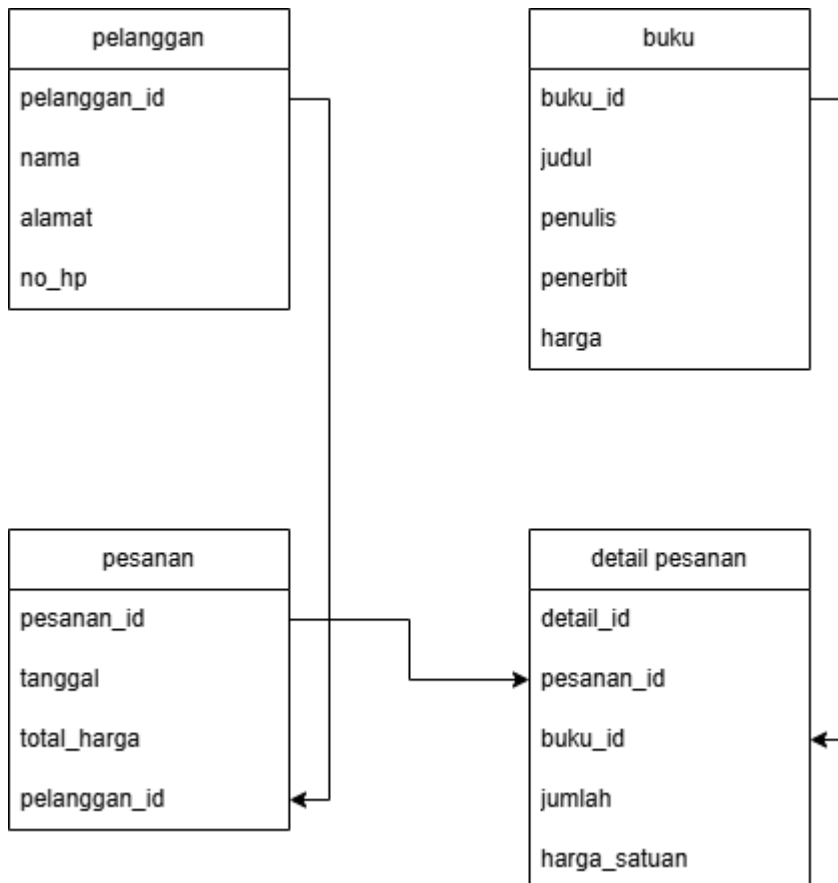 pelanggan
pelanggan_id
nama
alamat
no_hp
buku
buku_id
judul
penulis
penerbit
harga
pesanan
pesanan_id
tanggal
total_harga
pelanggan_id
detail pesanan
detail_id
pesanan_id
buku_id
jumlah
harga_satuan